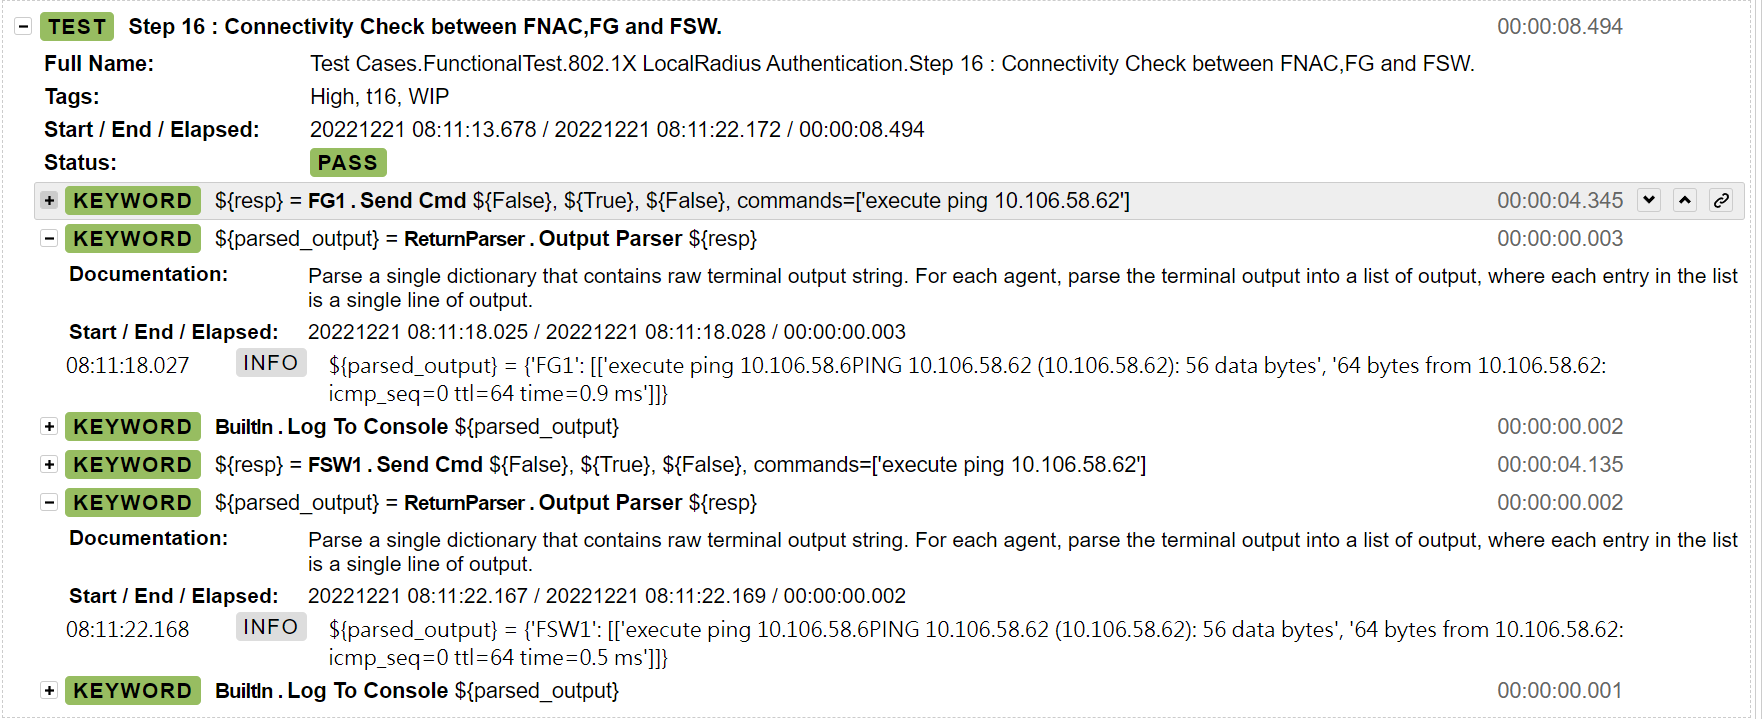 TEST Step 16 : Connectivity Check between FNAC,FG and FSW. 00:00:08.494
Full Name: Test Cases.FunctionalTest.802.1X LocalRadius Authentication.Step 16 : Connectivity Check between FNAC,FG and FSW.
Tags: High, t16, WIP
Start / End / Elapsed: 20221221 08:11:13.678 / 20221221 08:11:22.172 / 00:00:08.494
Status: PASS
KEYWORD ${resp} = FG1 . Send Cmd ${False}, ${True}, ${False}, commands=['execute ping 10.106.58.62'] 00:00:04.345
KEYWORD ${parsed_output} = ReturnParser . Output Parser ${resp} 00:00:00.003
Documentation: Parse a single dictionary that contains raw terminal output string. For each agent, parse the terminal output into a list of output, where each entry in the list
is a single line of output.
Start / End / Elapsed: 20221221 08:11:18.025 / 20221221 08:11:18.028 / 00:00:00.003
08:11:18.027 INFO ${parsed_output} = {'FG1': [['execute ping 10.106.58.6PING 10.106.58.62 (10.106.58.62): 56 data bytes', '64 bytes from 10.106.58.62:
icmp_seq=0 ttl=64 time=0.9 ms']]}
KEYWORD BuiltIn . Log To Console ${parsed_output} 00:00:00.002
KEYWORD ${resp} = FSW1 . Send Cmd ${False}, ${True}, ${False}, commands=['execute ping 10.106.58.62'] 00:00:04.135
KEYWORD ${parsed_output} = ReturnParser . Output Parser ${resp} 00:00:00.002
Documentation: Parse a single dictionary that contains raw terminal output string. For each agent, parse the terminal output into a list of output, where each entry in the list
is a single line of output.
Start / End / Elapsed: 20221221 08:11:22.167 / 20221221 08:11:22.169 / 00:00:00.002
08:11:22.168 INFO ${parsed_output} = {'FSW1': [['execute ping 10.106.58.6PING 10.106.58.62 (10.106.58.62): 56 data bytes', '64 bytes from 10.106.58.62:
icmp_seq=0 ttl=64 time=0.5 ms']]}
KEYWORD BuiltIn . Log To Console ${parsed_output} 00:00:00.001